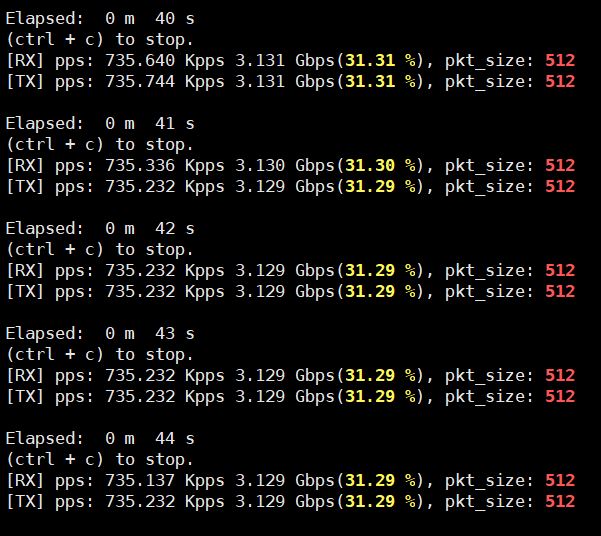 Elapsed:  0 m  40 s
(ctrl + c) to stop.
[RX] pps: 735.640 Kpps 3.131 Gbps(31.31 %), pkt_size: 512
[TX] pps: 735.744 Kpps 3.131 Gbps(31.31 %), pkt_size: 512

Elapsed:  0 m  41 s
(ctrl + c) to stop.
[RX] pps: 735.336 Kpps 3.130 Gbps(31.30 %), pkt_size: 512
[TX] pps: 735.232 Kpps 3.129 Gbps(31.29 %), pkt_size: 512

Elapsed:  0 m  42 s
(ctrl + c) to stop.
[RX] pps: 735.232 Kpps 3.129 Gbps(31.29 %), pkt_size: 512
[TX] pps: 735.232 Kpps 3.129 Gbps(31.29 %), pkt_size: 512

Elapsed:  0 m  43 s
(ctrl + c) to stop.
[RX] pps: 735.232 Kpps 3.129 Gbps(31.29 %), pkt_size: 512
[TX] pps: 735.232 Kpps 3.129 Gbps(31.29 %), pkt_size: 512

Elapsed:  0 m  44 s
(ctrl + c) to stop.
[RX] pps: 735.137 Kpps 3.129 Gbps(31.29 %), pkt_size: 512
[TX] pps: 735.232 Kpps 3.129 Gbps(31.29 %), pkt_size: 512